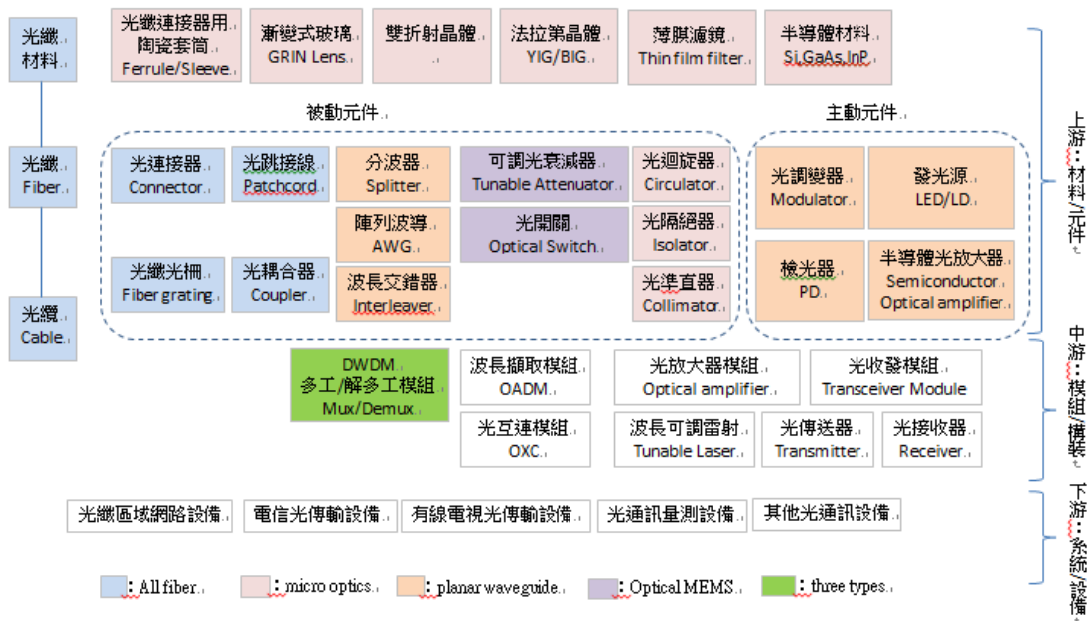 光纖
材料
光纖連接器用
陶瓷套筒
Ferrule/Sleeve
漸變式玻璃
GRIN Lens
雙折射晶體
法拉第晶體
YIG/BIG
薄膜濾鏡
Thin film filter
半導體材料
Si,GaAs,InP
被動元件
主動元件
光纖
Fiber
光連接器
Connector
光跳接線
Patchcord
分波器
Splitter
可調光衰減器
Tunable Attenuator
光迴旋器
Circulator
光調變器
Modulator
發光源
LED/LD
陣列波導
AWG
光開關
Optical Switch
光隔絕器
Isolator
光纖光柵
Fiber grating
光耦合器
Coupler
波長交錯器
Interleaver
光準直器
Collimator
檢光器
PD
半導體光放大器
Semiconductor
Optical amplifier
光纜
Cable
上游：材料/元件
DWDM
多工/解多工模組
Mux/Demux
波長擷取模組
OADM
光放大器模組
Optical amplifier
光收發模組
Transceiver Module
光互連模組
OXC
波長可調雷射
Tunable Laser
光傳送器
Transmitter
光接收器
Receiver
中游：模組/構裝
光纖區域網路設備
電信光傳輸設備
有線電視光傳輸設備
光通訊量測設備
其他光通訊設備
下游：系統/設備
：All fiber
：micro optics
：planar waveguide
：Optical MEMS
：three types